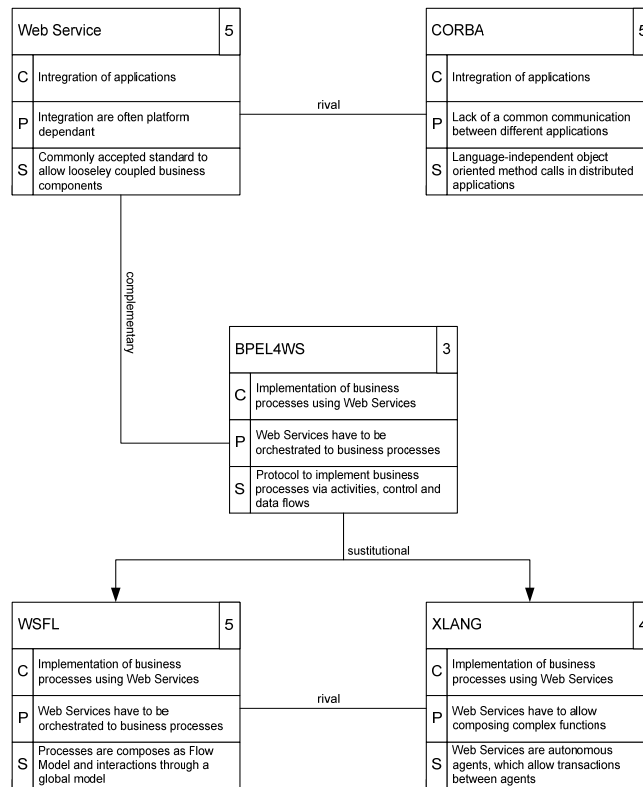 Web Service 5
C Intregration of applications
P Integration are often platform
dependant
S Commonly accepted standard to
allow looseley coupled business
components
rival
CORBA 5
C Intregration of applications
P Lack of a common communication
between different applications
S Language-independent object
oriented method calls in distributed
applications
complementary
BPEL4WS 3
C Implementation of business
processes using Web Services
P Web Services have to be
orchestrated to business processes
S Protocol to implement business
processes via activities, control and
data flows
sustitutional
WSFL 5
C Implementation of business
processes using Web Services
P Web Services have to be
orchestrated to business processes
S Processes are composes as Flow
Model and interactions through a
global model
rival
XLANG 4
C Implementation of business
processes using Web Services
P Web Services have to allow
composing complex functions
S Web Services are autonomous
agents, which allow transactions
between agents